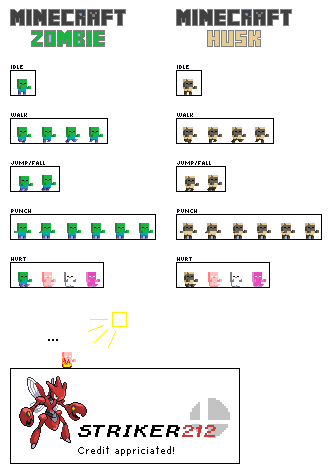 MINECRAFT ZOMBIE
IDLE
WALK
JUMP/FALL
PUNCH
HURT
MINECRAFT HUSK
IDLE
WALK
JUMP/FALL
PUNCH
HURT
...
STRIKER212
Credit appriciated!